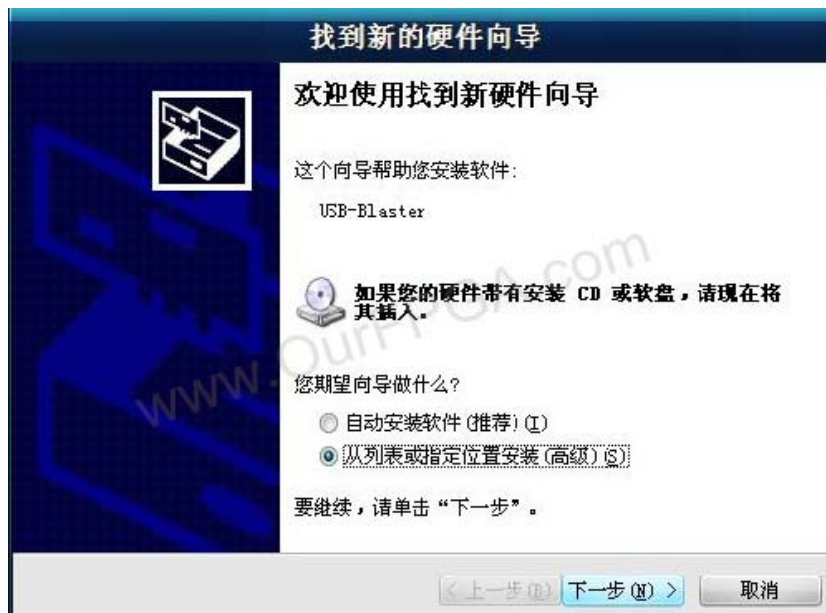 找到新的硬件向导
欢迎使用找到新硬件向导
这个向导帮助您安装软件:
USB-Blaster
如果您的硬件带有安装 CD 或软盘，请现在将
其插入。
www.OurFPGA.com
您期望向导做什么?
自动安装软件(推荐)(I)
从列表或指定位置安装(高级)(S)
要继续，请单击“下一步”。
< 上一步(B) 下一步(N) > 取消